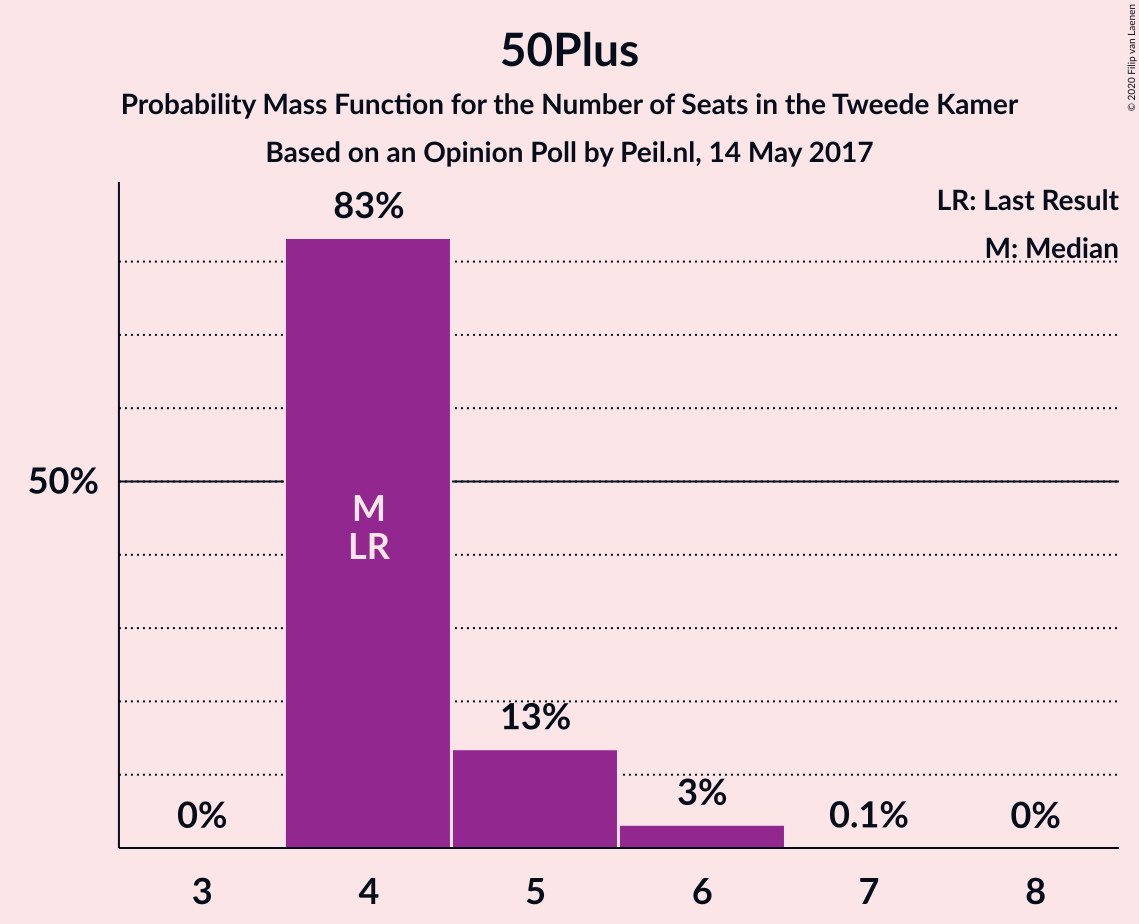 50Plus
Probability Mass Function for the Number of Seats in the Tweede Kamer
Based on an Opinion Poll by Peil.nl, 14 May 2017
© 2020 Filip van Laenen
LR: Last Result
M: Median
83%
50%
M
LR
13%
3%
0%
0.1%
0%
3 4 5 6 7 8